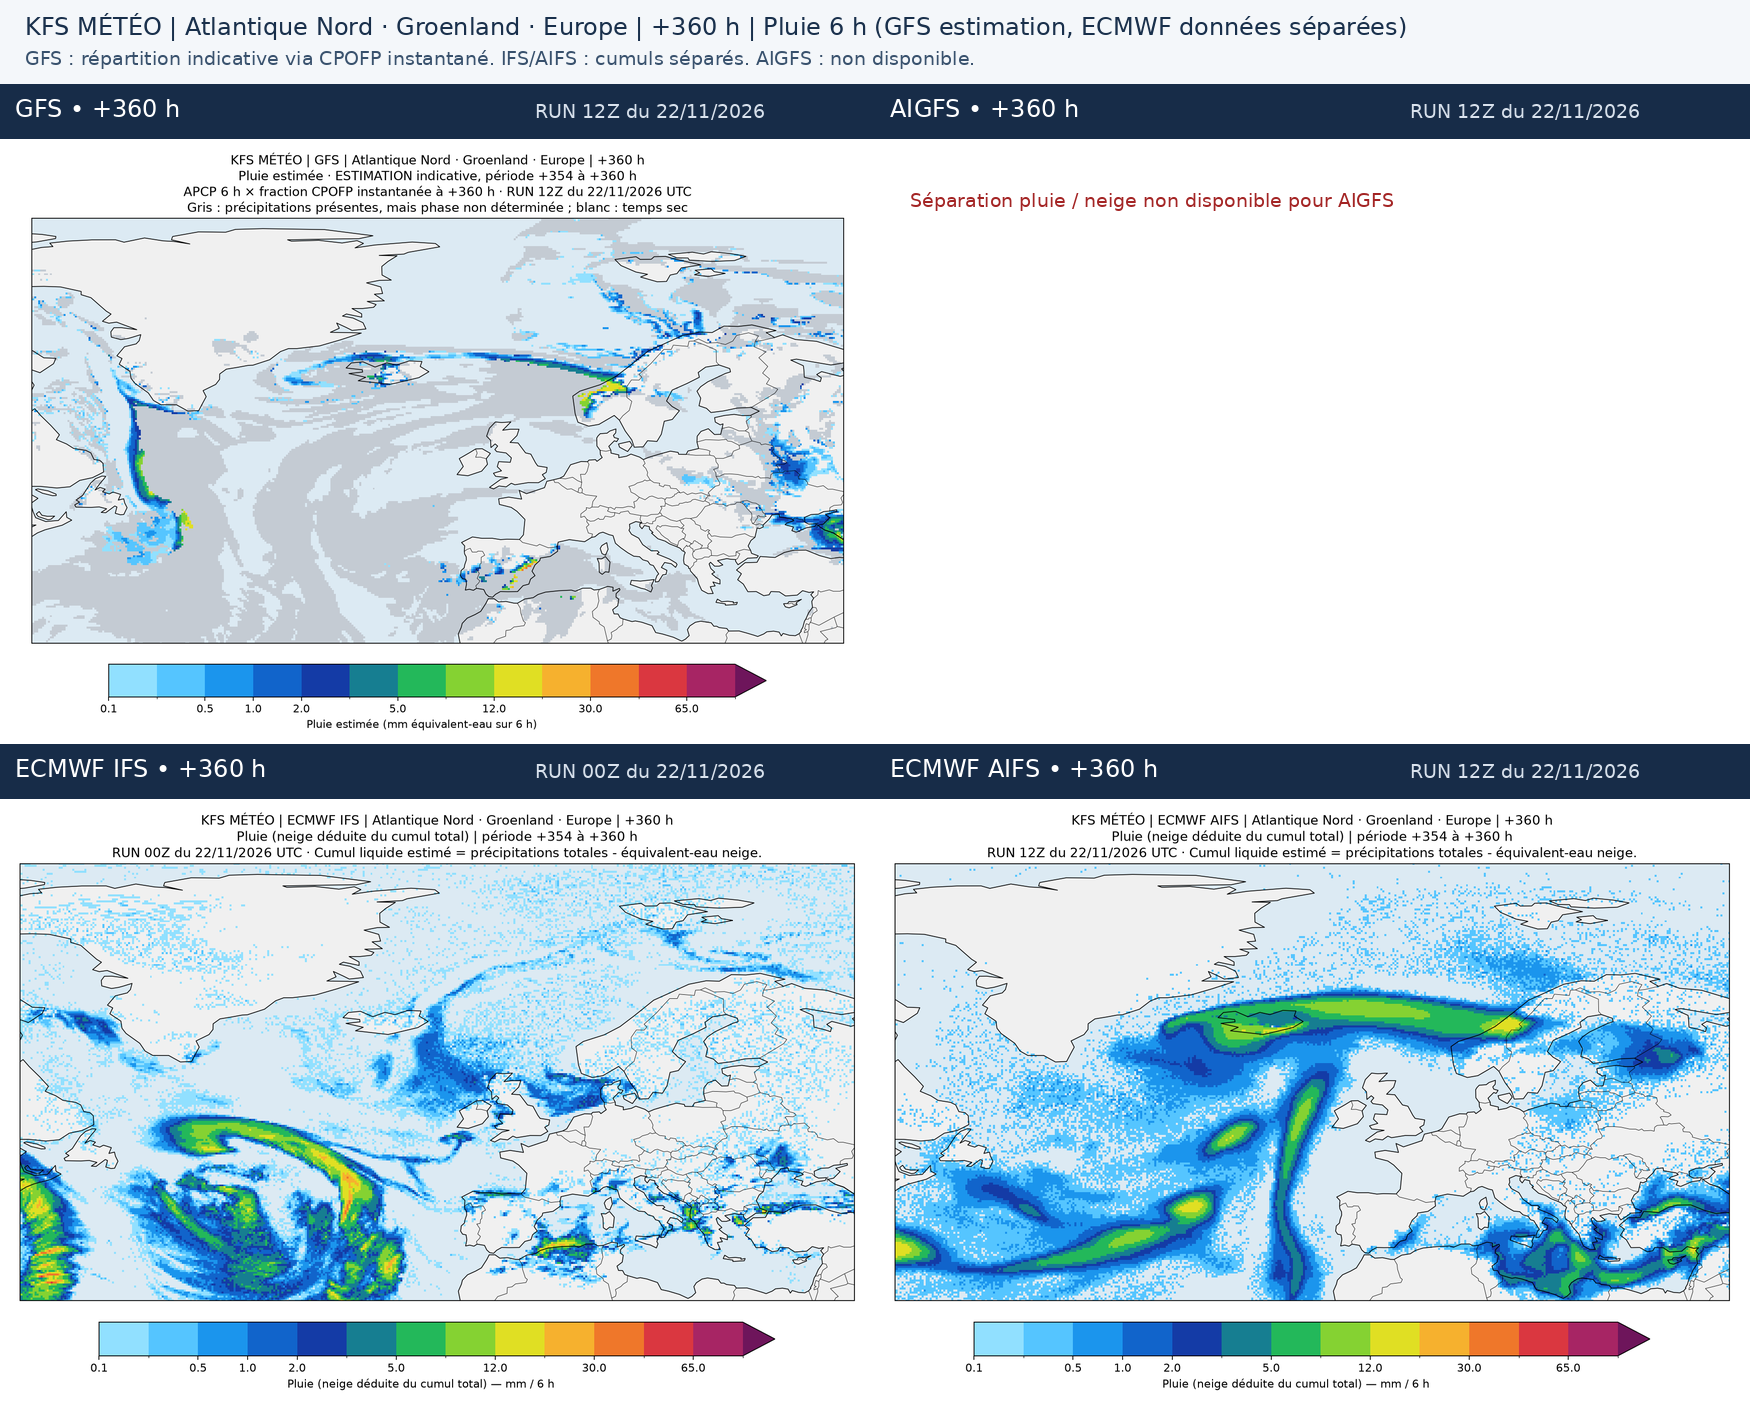 KFS MÉTÉO | Atlantique Nord · Groenland · Europe | +360 h | Pluie 6 h (GFS estimation, ECMWF données séparées)
GFS : répartition indicative via CPOFP instantané. IFS/AIFS : cumuls séparés. AIGFS : non disponible.
GFS • +360 h
RUN 12Z du 22/11/2026
AIGFS • +360 h
RUN 12Z du 22/11/2026
KFS MÉTÉO | GFS | Atlantique Nord · Groenland · Europe | +360 h
Pluie estimée · ESTIMATION indicative, période +354 à +360 h
APCP 6 h × fraction CPOFP instantanée à +360 h · RUN 12Z du 22/11/2026 UTC
Gris : précipitations présentes, mais phase non déterminée ; blanc : temps sec
Séparation pluie / neige non disponible pour AIGFS
0.1 0.5 1.0 2.0 5.0 12.0 30.0 65.0
Pluie estimée (mm équivalent-eau sur 6 h)
ECMWF IFS • +360 h
RUN 00Z du 22/11/2026
ECMWF AIFS • +360 h
RUN 12Z du 22/11/2026
KFS MÉTÉO | ECMWF IFS | Atlantique Nord · Groenland · Europe | +360 h
Pluie (neige déduite du cumul total) | période +354 à +360 h
RUN 00Z du 22/11/2026 UTC · Cumul liquide estimé = précipitations totales - équivalent-eau neige.
0.1 0.5 1.0 2.0 5.0 12.0 30.0 65.0
Pluie (neige déduite du cumul total) — mm / 6 h
KFS MÉTÉO | ECMWF AIFS | Atlantique Nord · Groenland · Europe | +360 h
Pluie (neige déduite du cumul total) | période +354 à +360 h
RUN 12Z du 22/11/2026 UTC · Cumul liquide estimé = précipitations totales - équivalent-eau neige.
0.1 0.5 1.0 2.0 5.0 12.0 30.0 65.0
Pluie (neige déduite du cumul total) — mm / 6 h